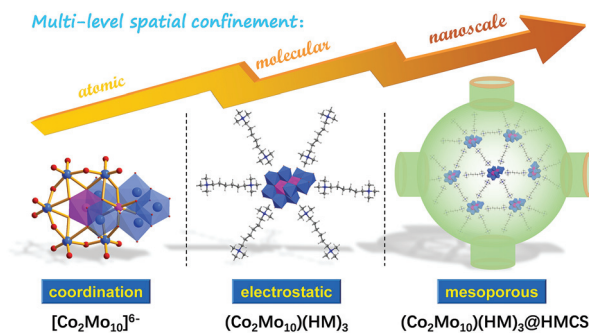 Multi-level spatial confinement:
atomic
molecular
nanoscale
coordination
electrostatic
mesoporous
[Co₂Mo₁₀]⁶⁻
(Co₂Mo₁₀)(HM)₃
(Co₂Mo₁₀)(HM)₃@HMCS